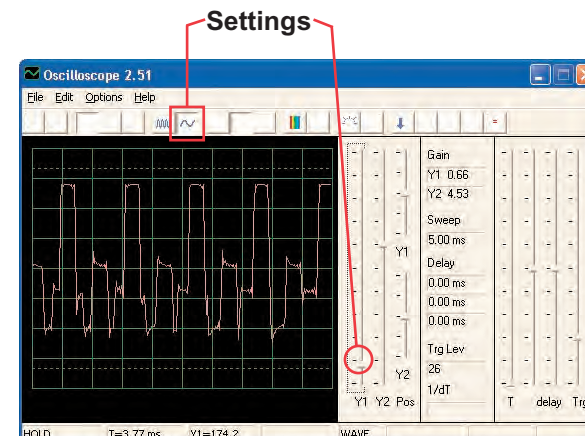 Settings
Oscilloscope 2.51
File Edit Options Help
Gain
Y1 0.66
Y2 4.53
Sweep
5.00 ms
Delay
0.00 ms
0.00 ms
0.00 ms
Trg Lev
26
1/dT
Y1
Y2
Y1 Y2 Pos
T delay Trg
HOLD T=3.77 ms Y1=174.2 WAVE